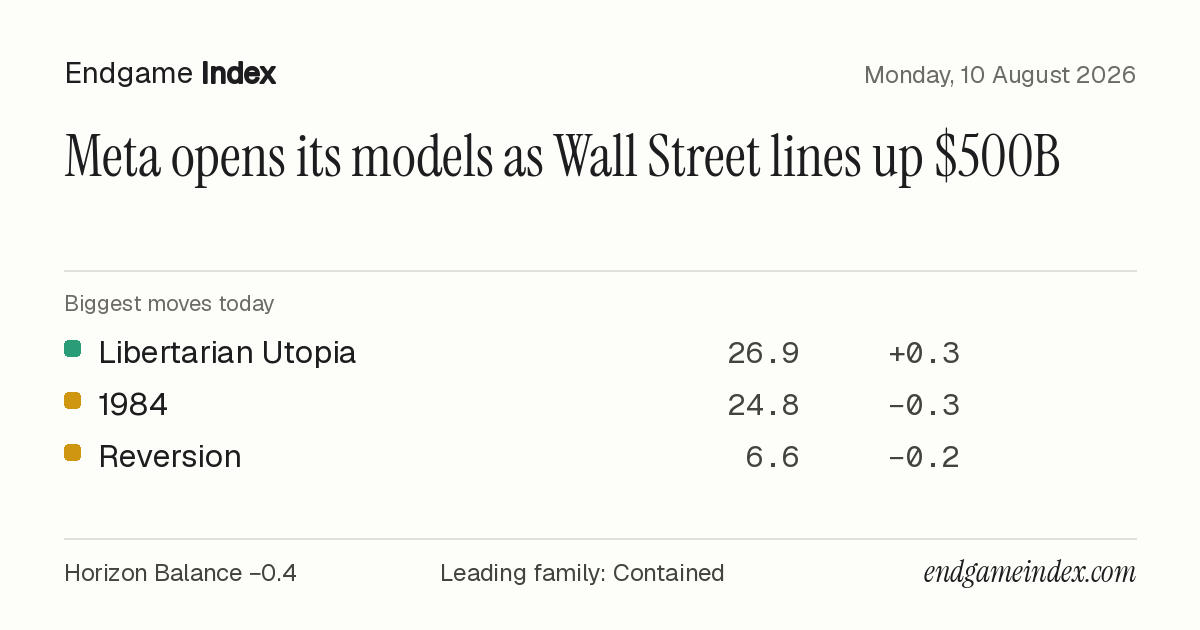 Endgame Index
Monday, 10 August 2026
Meta opens its models as Wall Street lines up $500B
Biggest moves today
Libertarian Utopia 26.9 +0.3
1984 24.8 −0.3
Reversion 6.6 −0.2
Horizon Balance −0.4
Leading family: Contained
endgameindex.com